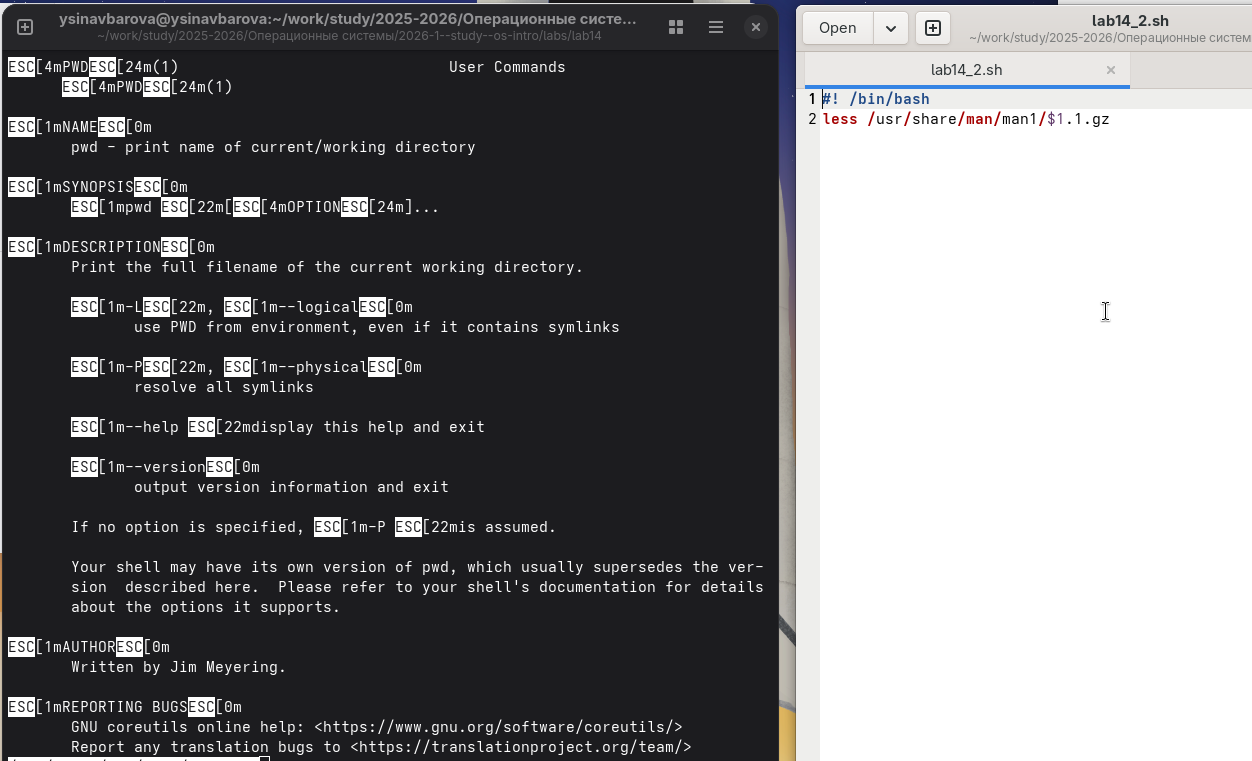 ysinavbarova@ysinavbarova:~/work/study/2025-2026/Операционные систе...
~/work/study/2025-2026/Операционные системы/2026-1--study--os-intro/labs/lab14
ESC[4mPWDESC[24m(1) User Commands
ESC[4mPWDESC[24m(1)
ESC[1mNAMEESC[0m
pwd - print name of current/working directory
ESC[1mSYNOPSISESC[0m
ESC[1mpwd ESC[22m[ESC[4mOPTIONESC[24m]...
ESC[1mDESCRIPTIONESC[0m
Print the full filename of the current working directory.
ESC[1m-LESC[22m, ESC[1m--logicalESC[0m
use PWD from environment, even if it contains symlinks
ESC[1m-PESC[22m, ESC[1m--physicalESC[0m
resolve all symlinks
ESC[1m--help ESC[22mdisplay this help and exit
ESC[1m--versionESC[0m
output version information and exit
If no option is specified, ESC[1m-P ESC[22mis assumed.
Your shell may have its own version of pwd, which usually supersedes the ver-
sion  described here.  Please refer to your shell's documentation for details
about the options it supports.
ESC[1mAUTHORESC[0m
Written by Jim Meyering.
ESC[1mREPORTING BUGSESC[0m
GNU coreutils online help: <https://www.gnu.org/software/coreutils/>
Report any translation bugs to <https://translationproject.org/team/>
Open
lab14_2.sh
~/work/study/2025-2026/Операционные систем
lab14_2.sh
1 #! /bin/bash
2 less /usr/share/man/man1/$1.1.gz